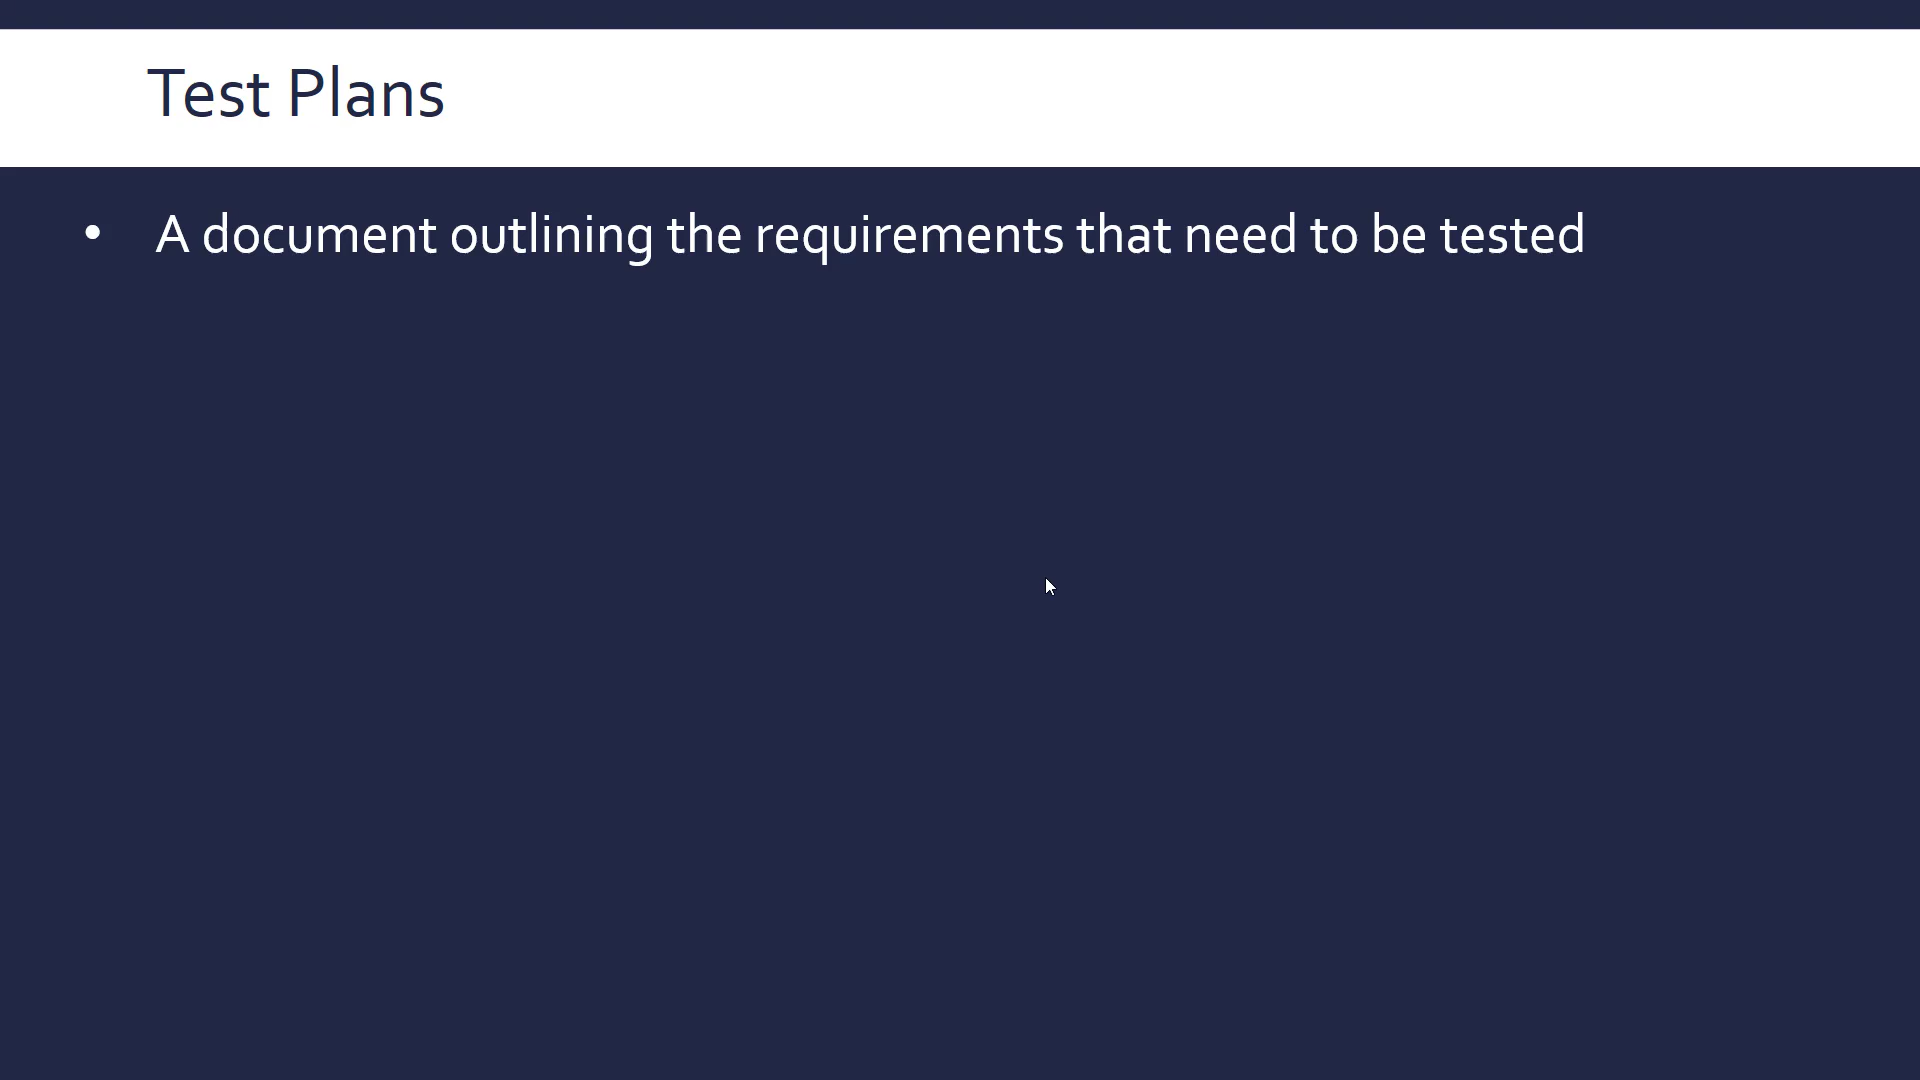 Test Plans
• A document outlining the requirements that need to be tested